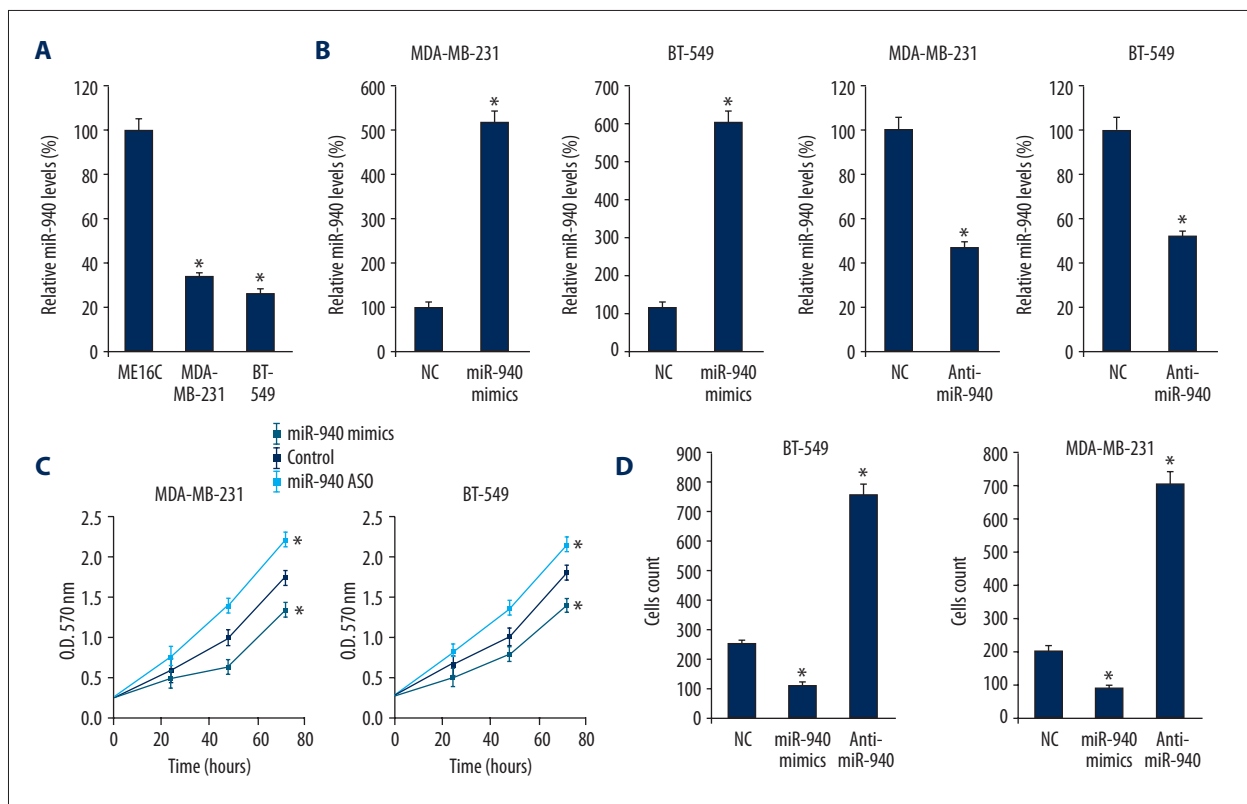 A
Relative miR-940 levels (%)
120
100
80
60
40
20
0
*
*
ME16C
MDA-
MB-231
BT-
549
B
MDA-MB-231
Relative miR-940 levels (%)
600
500
400
300
200
100
0
*
NC
miR-940
mimics
BT-549
Relative miR-940 levels (%)
700
600
500
400
300
200
100
0
*
NC
miR-940
mimics
MDA-MB-231
Relative miR-940 levels (%)
120
100
80
60
40
20
0
*
NC
Anti-
miR-940
BT-549
Relative miR-940 levels (%)
120
100
80
60
40
20
0
*
NC
Anti-
miR-940
C
miR-940 mimics
Control
miR-940 ASO
MDA-MB-231
O.D. 570 nm
2.5
2.0
1.5
1.0
0.5
0.0
*
*
0 20 40 60 80
Time (hours)
BT-549
2.5
2.0
1.5
1.0
0.5
0.0
*
*
0 20 40 60 80
Time (hours)
D
BT-549
Cells count
900
800
700
600
500
400
300
250
200
100
0
*
*
NC
miR-940
mimics
Anti-
miR-940
MDA-MB-231
Cells count
800
700
600
500
400
300
200
100
0
*
*
NC
miR-940
mimics
Anti-
miR-940